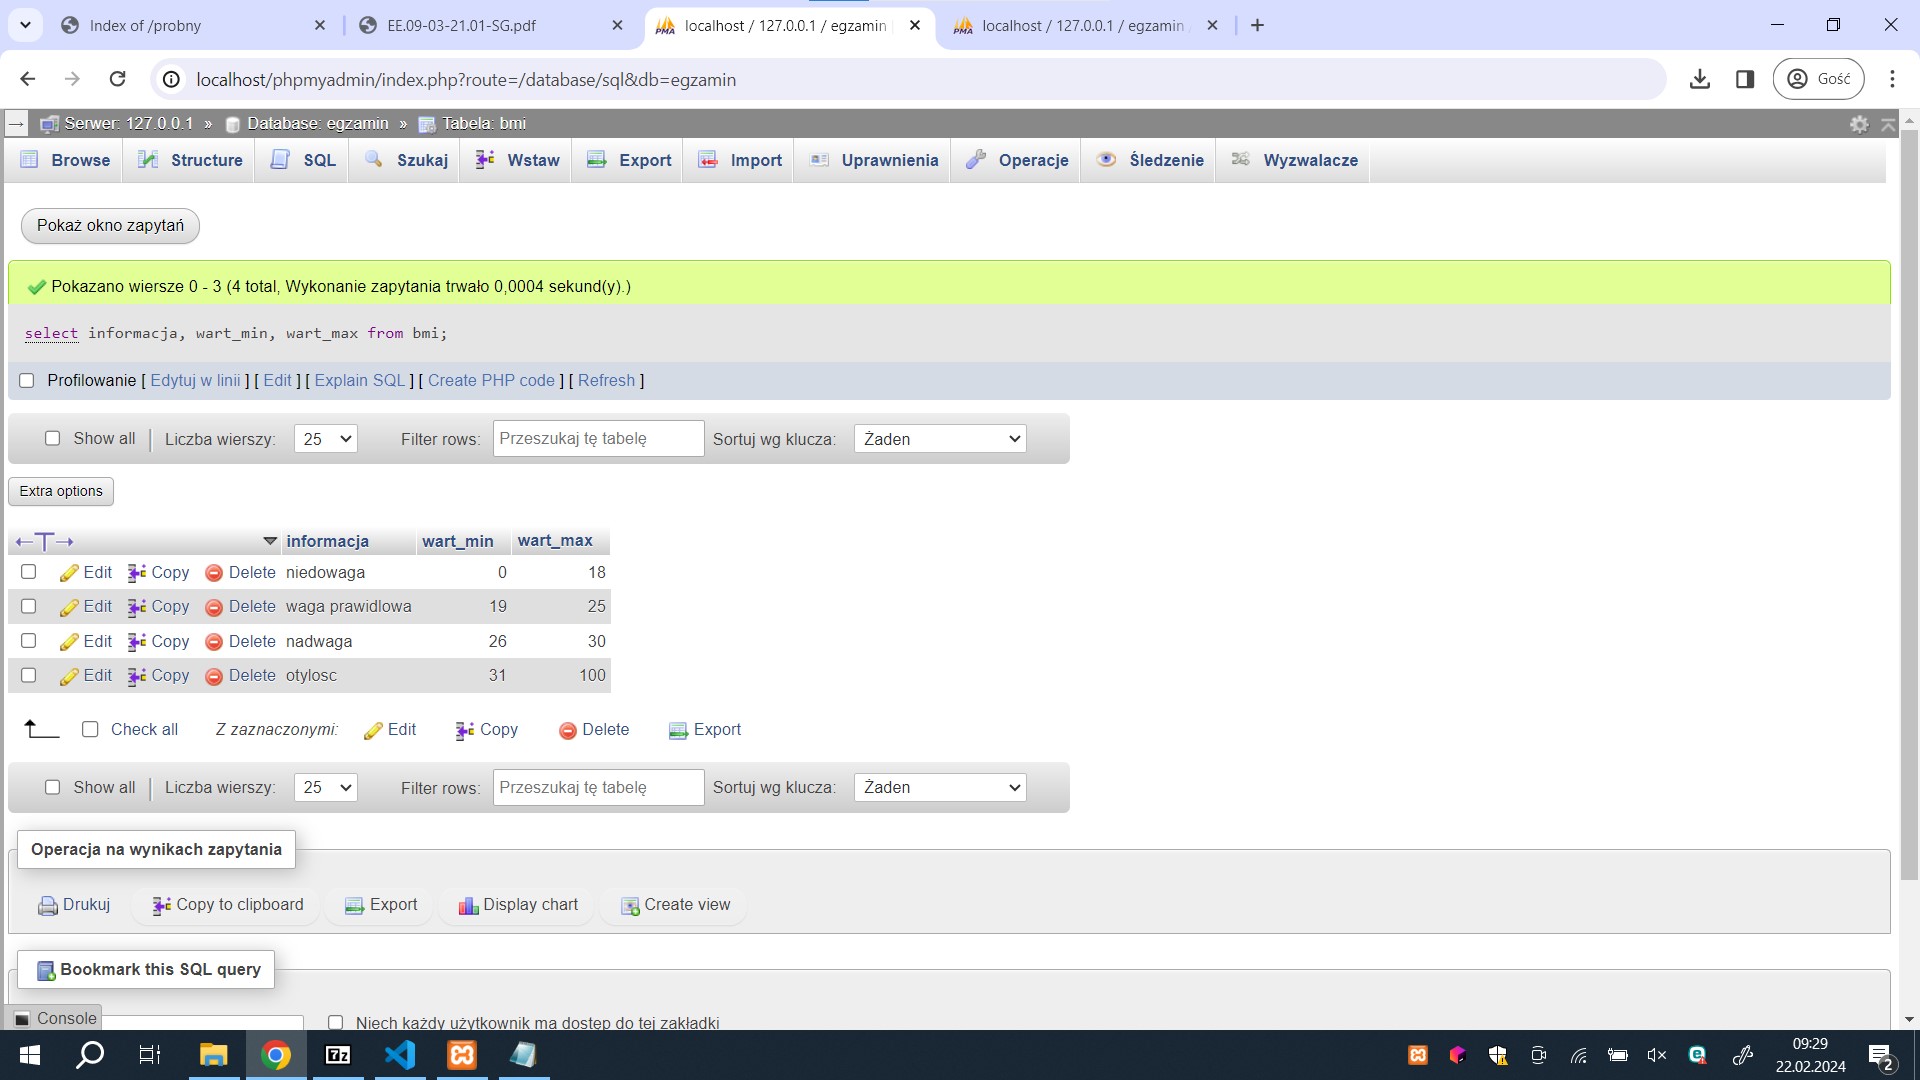 Index of /probny
EE.09-03-21.01-SG.pdf
localhost / 127.0.0.1 / egzamin
localhost / 127.0.0.1 / egzamin
localhost/phpmyadmin/index.php?route=/database/sql&db=egzamin
Gość
Serwer: 127.0.0.1 » Database: egzamin » Tabela: bmi
Browse Structure SQL Szukaj Wstaw Export Import Uprawnienia Operacje Śledzenie Wyzwalacze
Pokaż okno zapytań
Pokazano wiersze 0 - 3 (4 total, Wykonanie zapytania trwało 0,0004 sekund(y).)
select informacja, wart_min, wart_max from bmi;
Profilowanie [ Edytuj w linii ] [ Edit ] [ Explain SQL ] [ Create PHP code ] [ Refresh ]
Show all Liczba wierszy: 25 Filter rows: Przeszukaj tę tabelę Sortuj wg klucza: Żaden
Extra options
←T→ informacja wart_min wart_max
Edit Copy Delete niedowaga 0 18
Edit Copy Delete waga prawidlowa 19 25
Edit Copy Delete nadwaga 26 30
Edit Copy Delete otylosc 31 100
Check all Z zaznaczonymi: Edit Copy Delete Export
Show all Liczba wierszy: 25 Filter rows: Przeszukaj tę tabelę Sortuj wg klucza: Żaden
Operacja na wynikach zapytania
Drukuj Copy to clipboard Export Display chart Create view
Bookmark this SQL query
Console
Niech każdy użytkownik ma dostęp do tej zakładki
7z
09:29
22.02.2024
2